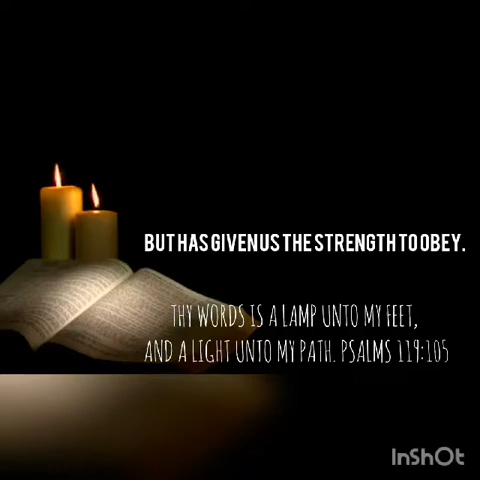 BUT HAS GIVEN US THE STRENGTH TO OBEY.
THY WORDS IS A LAMP UNTO MY FEET,
AND A LIGHT UNTO MY PATH. PSALMS 119:105
InShOt